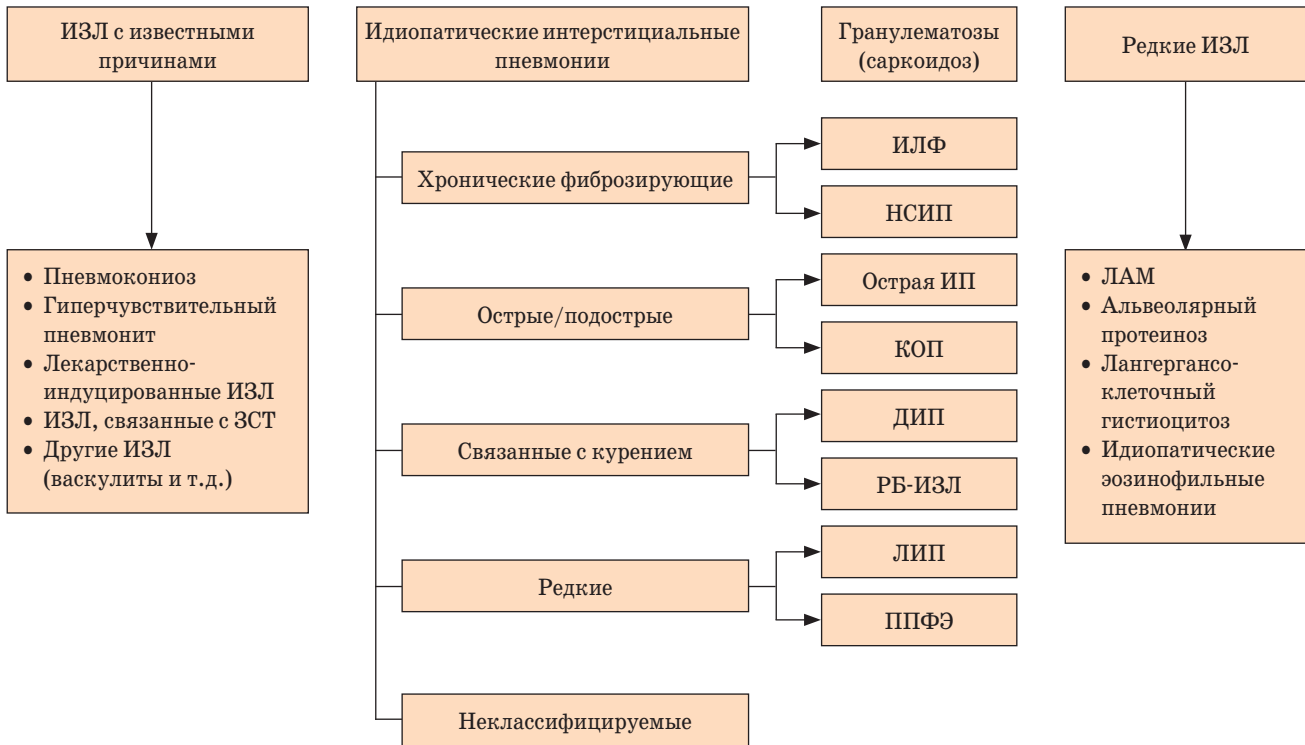 ИЗЛ с известными
причинами
Идиопатические интерстициальные
пневмонии
Гранулематозы
(саркоидоз)
Редкие ИЗЛ
• Пневмокониоз
• Гиперчувствительный
пневмонит
• Лекарственно-
индуцированные ИЗЛ
• ИЗЛ, связанные с ЗСТ
• Другие ИЗЛ
(васкулиты и т.д.)
Хронические фиброзирующие
ИЛФ
НСИП
Острые/подострые
Острая ИП
КОП
Связанные с курением
ДИП
РБ-ИЗЛ
Редкие
ЛИП
ППФЭ
Неклассифицируемые
• ЛАМ
• Альвеолярный
протеиноз
• Лангергансо-
клеточный
гистиоцитоз
• Идиопатические
эозинофильные
пневмонии